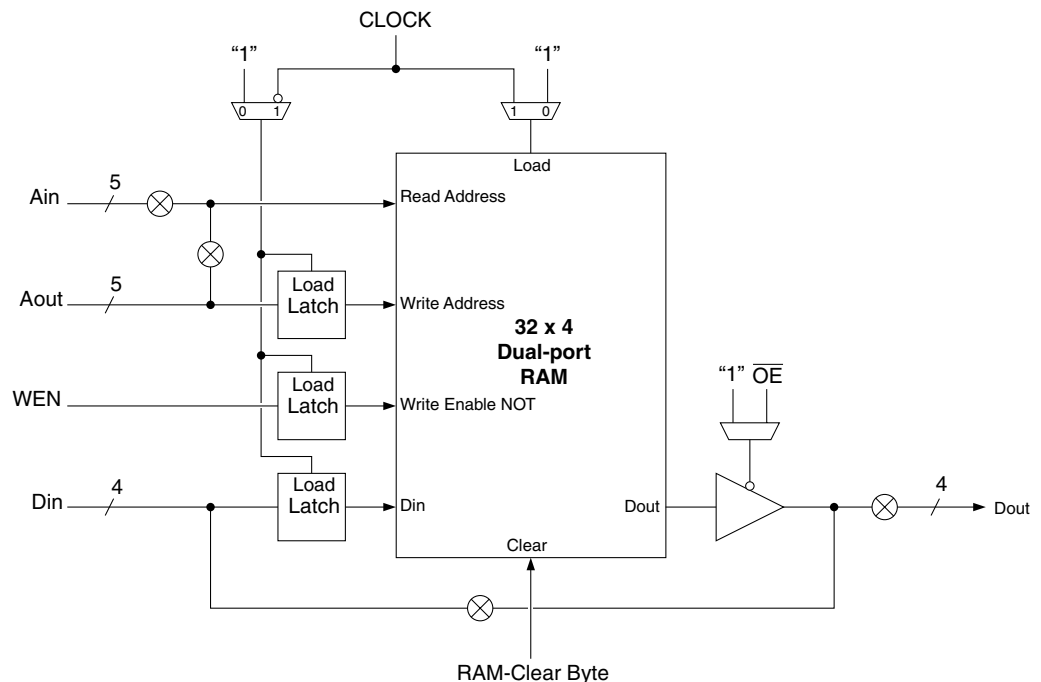 CLOCK
“1”
“1”
0 1
1 0
Load
Ain
5
Read Address
Aout
5
Load
Latch
Write Address
32 x 4
Dual-port
RAM
WEN
Load
Latch
Write Enable NOT
“1” OE
Din
4
Load
Latch
Din
Dout
4
Dout
Clear
RAM-Clear Byte